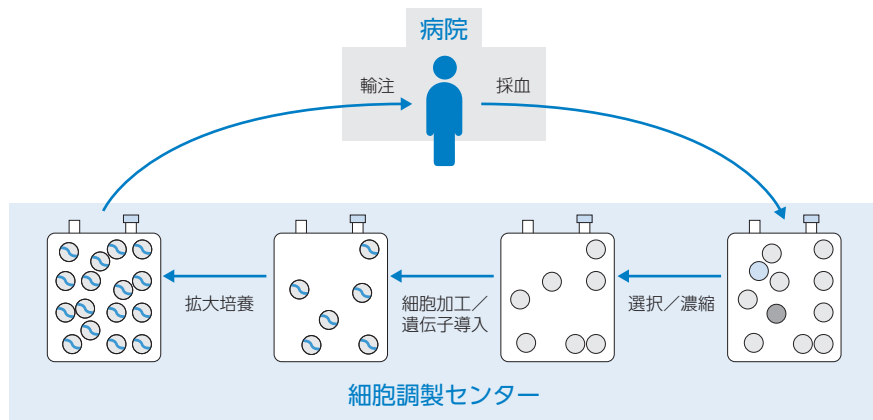 病院
輸注
採血
拡大培養
細胞加工／
遺伝子導入
選択／濃縮
細胞調製センター